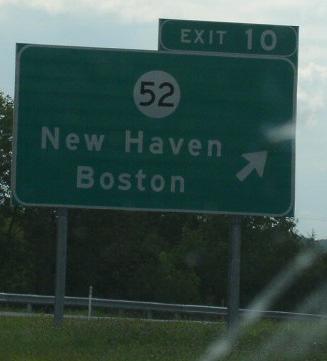 EXIT 10
52
New Haven
Boston